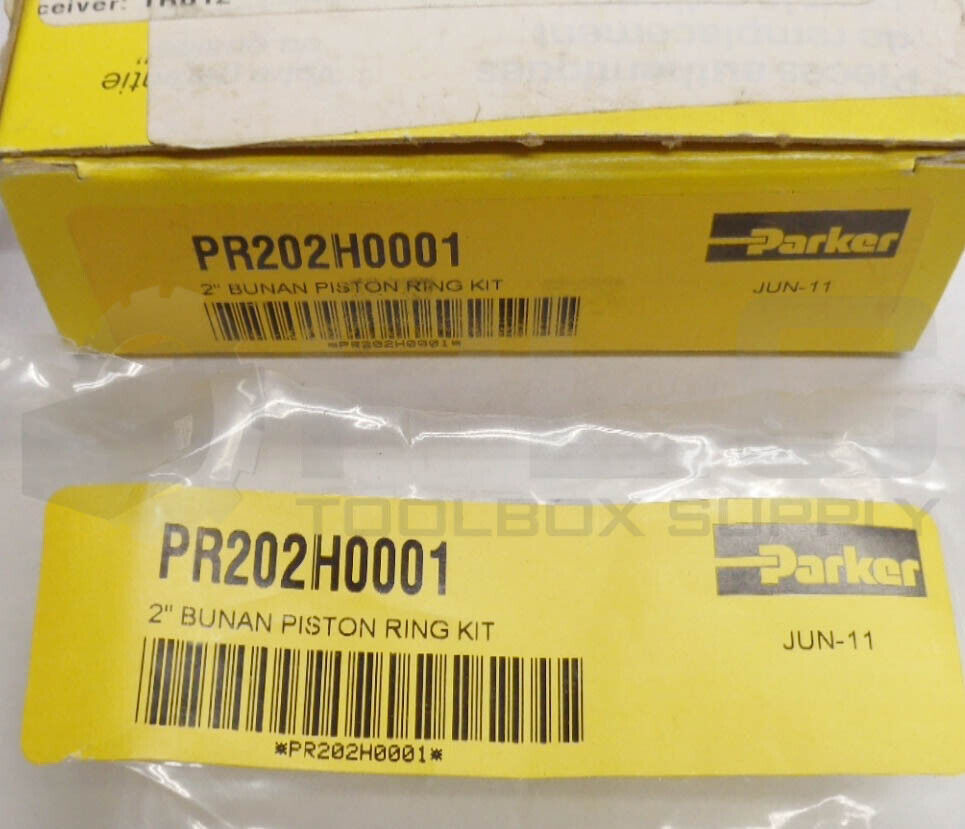 ceiver:
PR202H0001
Parker
2" BUNAN PISTON RING KIT
JUN-11
*PR202H0001*
TOOLBOX SUPPLY
PR202H0001
Parker
2" BUNAN PISTON RING KIT
JUN-11
*PR202H0001*